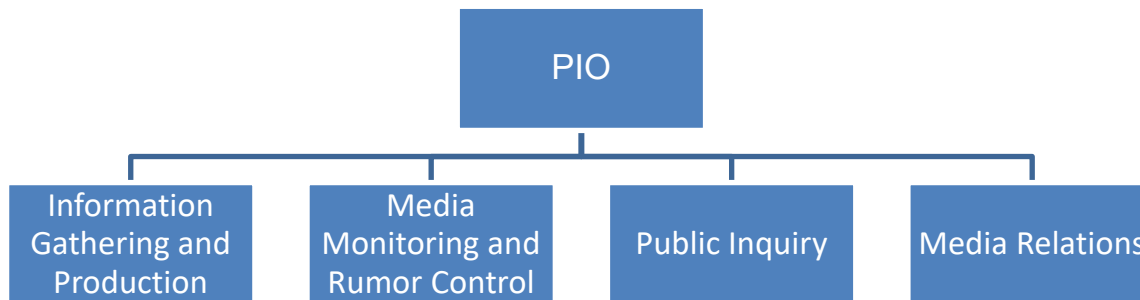 PIO
Information
Gathering and
Production
Media
Monitoring and
Rumor Control
Public Inquiry
Media Relations